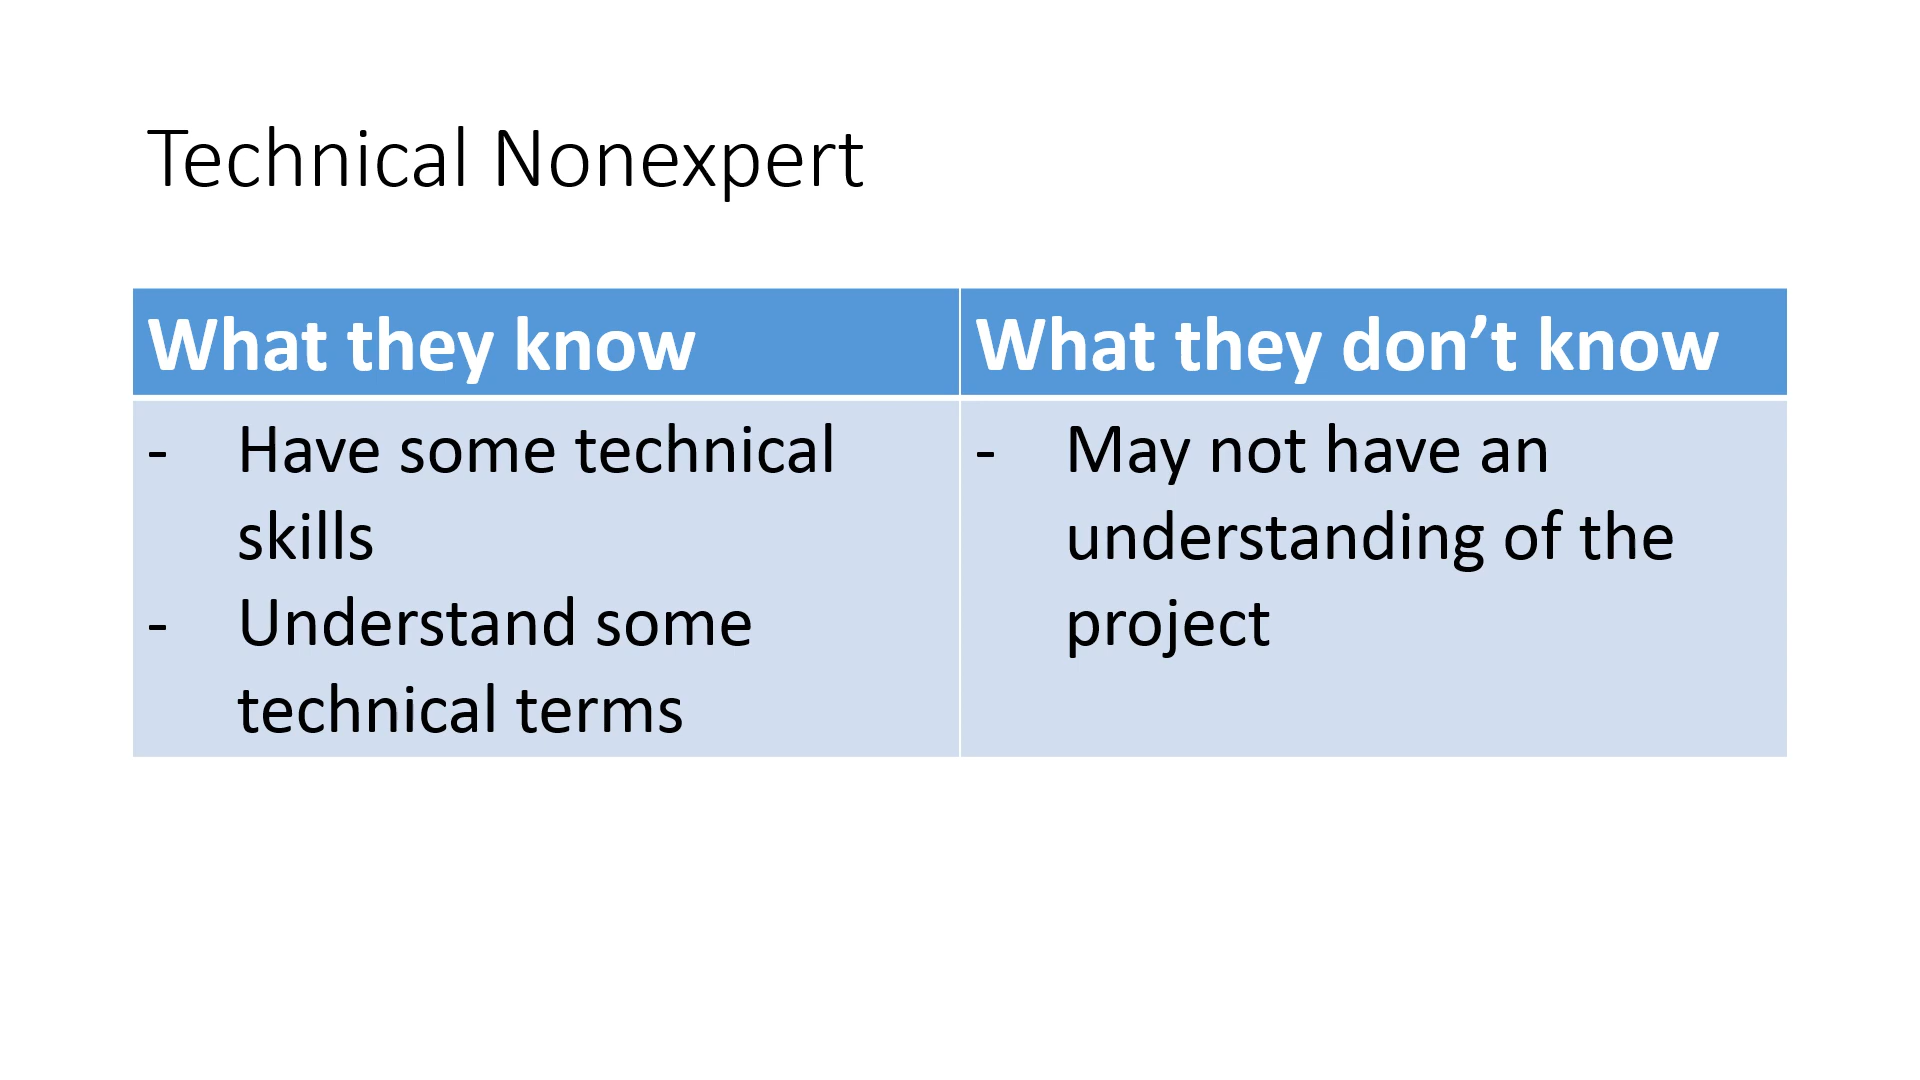 Technical Nonexpert
What they know
What they don’t know
- Have some technical
skills
- Understand some
technical terms
- May not have an
understanding of the
project